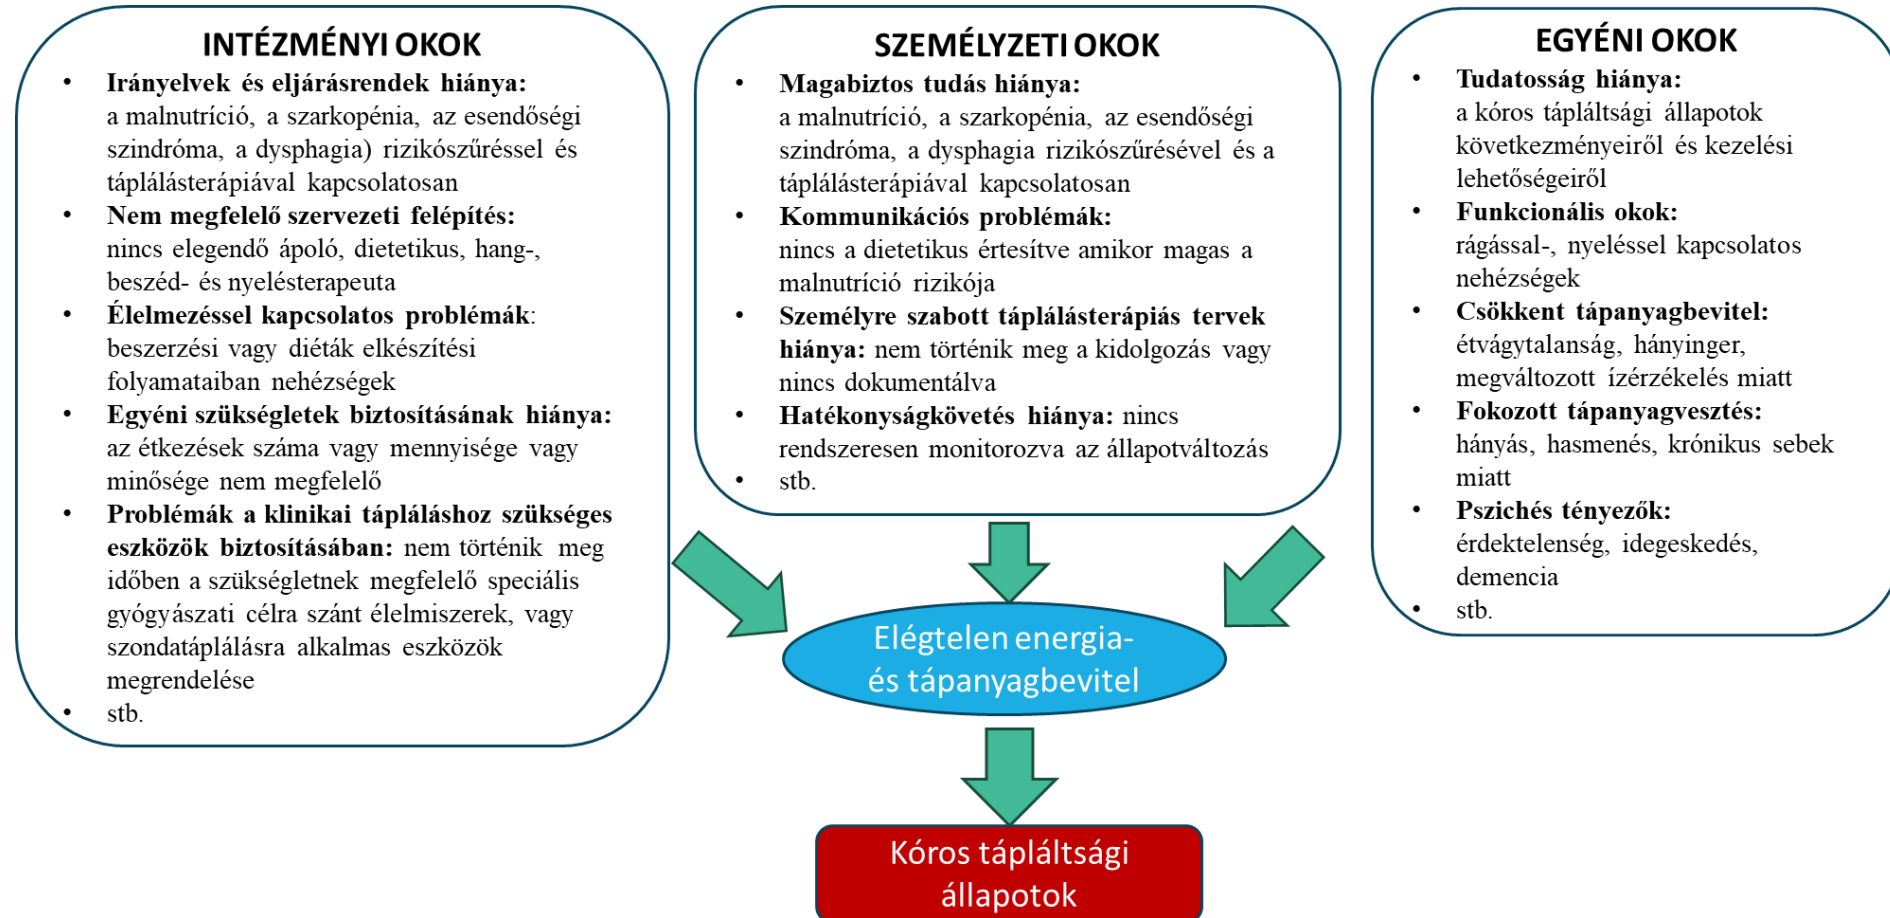 INTÉZMÉNYI OKOK
• Irányelvek és eljárásrendek hiánya:
a malnutríció, a szarkopénia, az esendőségi
szindróma, a dysphagia) rizikószűréssel és
táplálásterápiával kapcsolatosan
• Nem megfelelő szervezeti felépítés:
nincs elegendő ápoló, dietetikus, hang-,
beszéd- és nyelésterapeuta
• Élelmezéssel kapcsolatos problémák:
beszerzési vagy diéták elkészítési
folyamataiban nehézségek
• Egyéni szükségletek biztosításának hiánya:
az étkezések száma vagy mennyisége vagy
minősége nem megfelelő
• Problémák a klinikai tápláláshoz szükséges
eszközök biztosításában: nem történik meg
időben a szükségletnek megfelelő speciális
gyógyászati célra szánt élelmiszerek, vagy
szondatáplálásra alkalmas eszközök
megrendelése
• stb.
SZEMÉLYZETI OKOK
• Magabiztos tudás hiánya:
a malnutríció, a szarkopénia, az esendőségi
szindróma, a dysphagia rizikószűrésével és a
táplálásterápiával kapcsolatosan
• Kommunikációs problémák:
nincs a dietetikus értesítve amikor magas a
malnutríció rizikója
• Személyre szabott táplálásterápiás tervek
hiánya: nem történik meg a kidolgozás vagy
nincs dokumentálva
• Hatékonyságkövetés hiánya: nincs
rendszeresen monitorozva az állapotváltozás
• stb.
EGYÉNI OKOK
• Tudatosság hiánya:
a kóros tápláltsági állapotok
következményeiről és kezelési
lehetőségeiről
• Funkcionális okok:
rágással-, nyeléssel kapcsolatos
nehézségek
• Csökkent tápanyagbevitel:
étvágytalanság, hányinger,
megváltozott ízérzékelés miatt
• Fokozott tápanyagvesztés:
hányás, hasmenés, krónikus sebek
miatt
• Pszichés tényezők:
érdektelenség, idegeskedés,
demencia
• stb.
Elégtelen energia-
és tápanyagbevitel
Kóros tápláltsági
állapotok